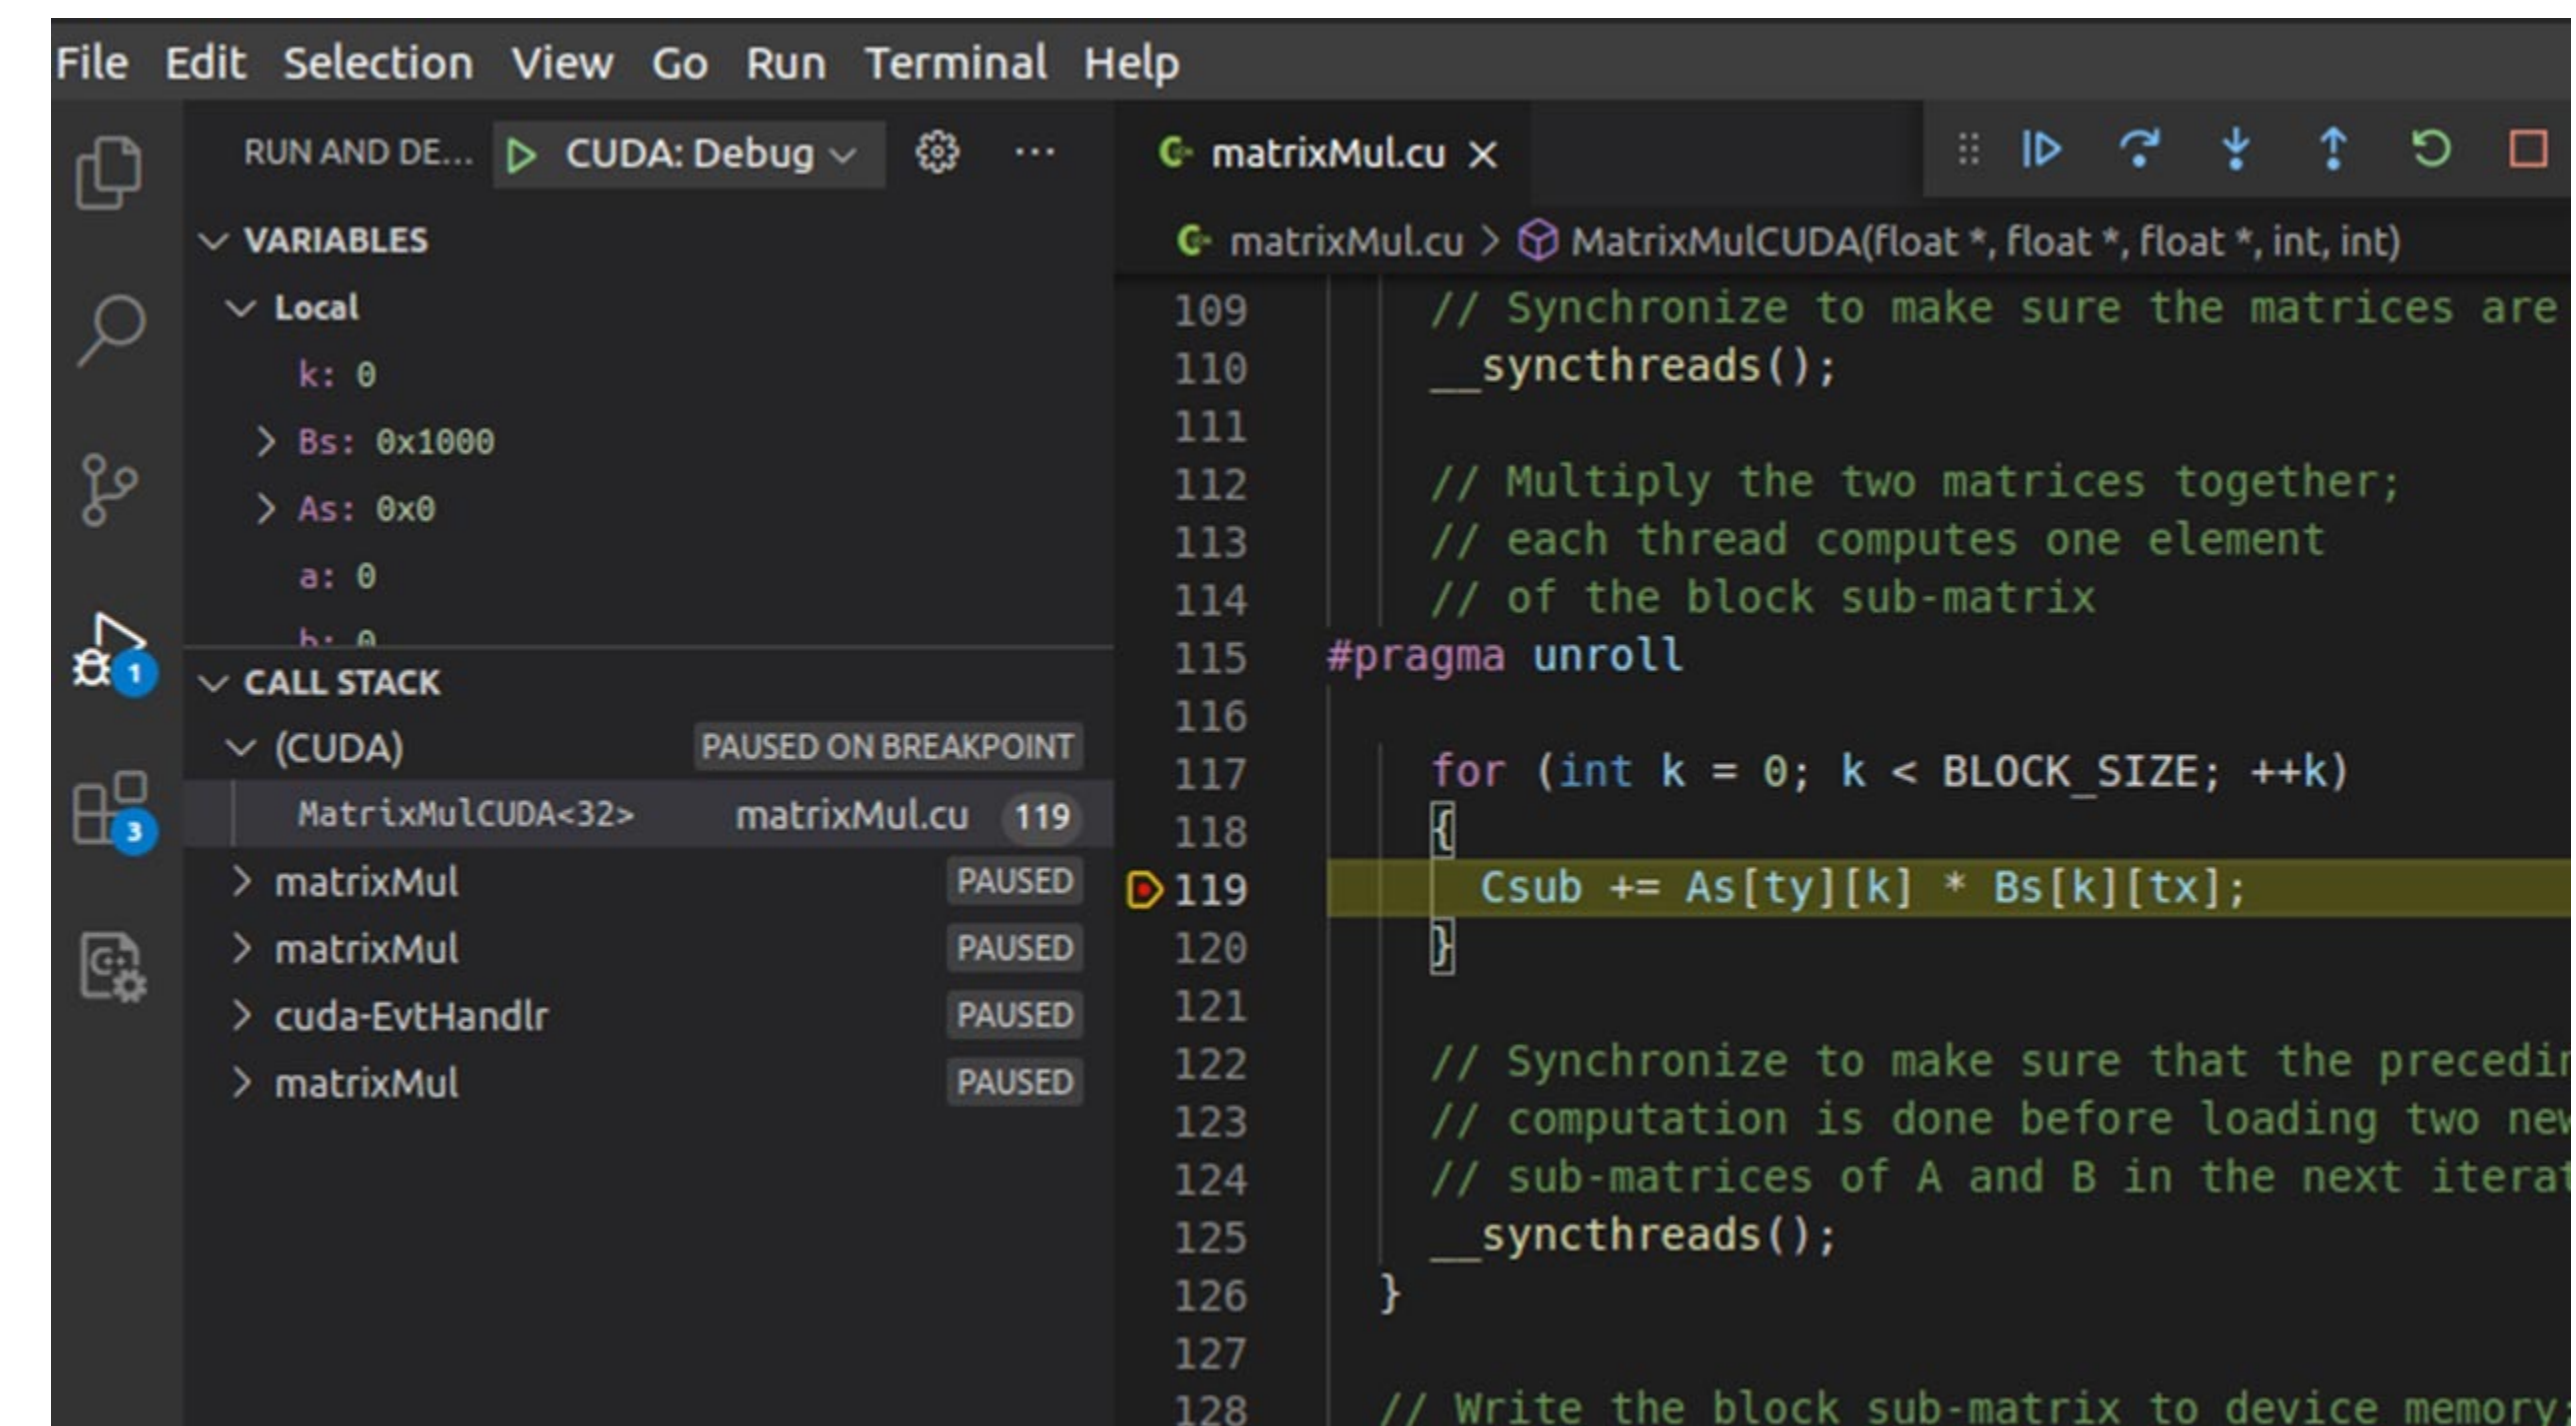 File Edit Selection View Go Run Terminal Help
RUN AND DE... CUDA: Debug ...
VARIABLES
Local
k: 0
Bs: 0x1000
As: 0x0
a: 0
b: 0
CALL STACK
(CUDA) PAUSED ON BREAKPOINT
MatrixMulCUDA<32> matrixMul.cu 119
matrixMul PAUSED
matrixMul PAUSED
cuda-EvtHandlr PAUSED
matrixMul PAUSED
1
3
matrixMul.cu
matrixMul.cu > MatrixMulCUDA(float *, float *, float *, int, int)
109 // Synchronize to make sure the matrices are
110 __syncthreads();
111
112 // Multiply the two matrices together;
113 // each thread computes one element
114 // of the block sub-matrix
115 #pragma unroll
116
117 for (int k = 0; k < BLOCK_SIZE; ++k)
118 {
119 Csub += As[ty][k] * Bs[k][tx];
120 }
121
122 // Synchronize to make sure that the
123 // computation is done before loading two
124 // sub-matrices of A and B in the next
125 __syncthreads();
126 }
127
128 // Write the block sub-matrix to device memory